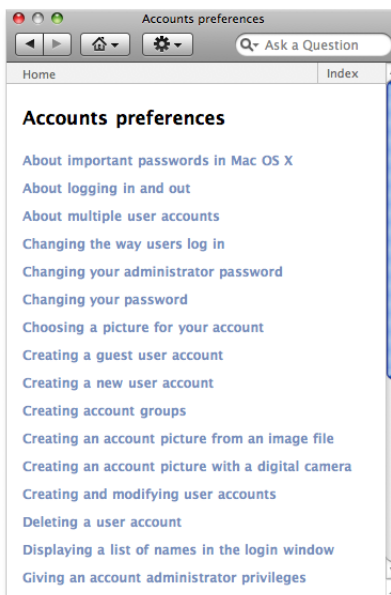 Accounts preferences
Ask a Question
Home Index
Accounts preferences
About important passwords in Mac OS X
About logging in and out
About multiple user accounts
Changing the way users log in
Changing your administrator password
Changing your password
Choosing a picture for your account
Creating a guest user account
Creating a new user account
Creating account groups
Creating an account picture from an image file
Creating an account picture with a digital camera
Creating and modifying user accounts
Deleting a user account
Displaying a list of names in the login window
Giving an account administrator privileges